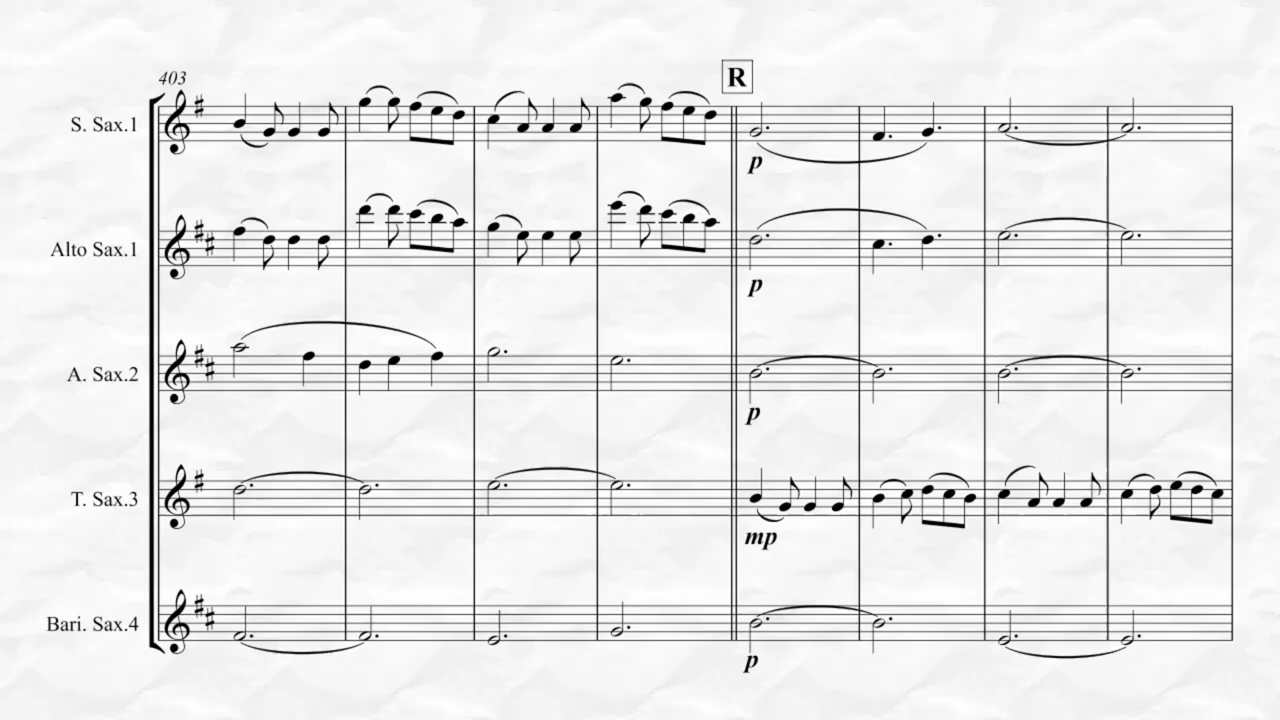 403
R
S. Sax.1
p
Alto Sax.1
p
A. Sax.2
p
T. Sax.3
mp
Bari. Sax.4
p